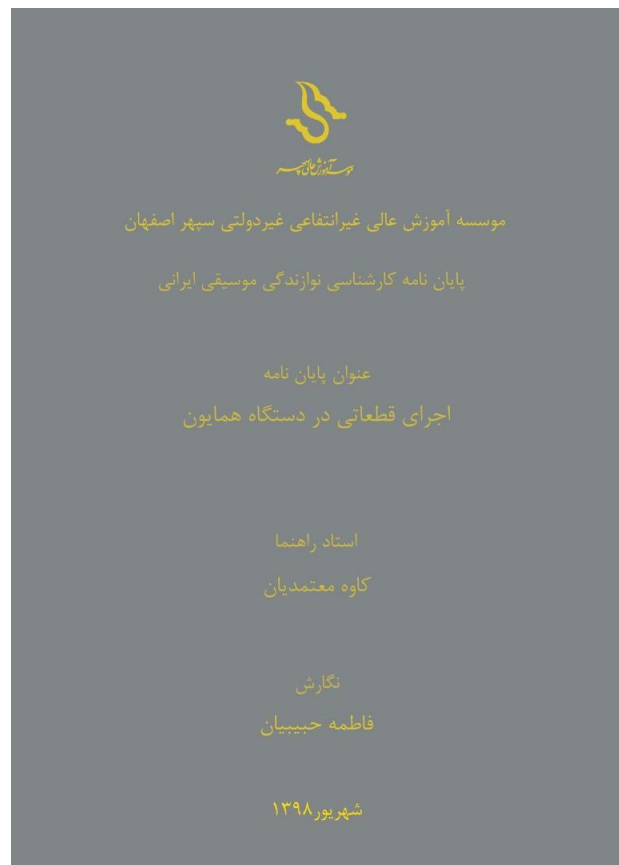 موسسه آموزش عالی سپهر
موسسه آموزش عالی غیرانتفاعی غیردولتی سپهر اصفهان
پایان نامه کارشناسی نوازندگی موسیقی ایرانی
عنوان پایان نامه
اجرای قطعاتی در دستگاه همایون
استاد راهنما
کاوه معتمدیان
نگارش
فاطمه حبیبیان
شهریور۱۳۹۸